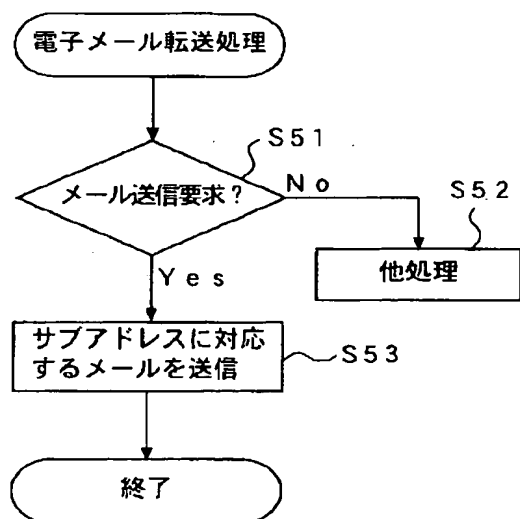 電子メール転送処理
S51
メール送信要求?
No
S52
他処理
Yes
サブアドレスに対応
するメールを送信
S53
終了